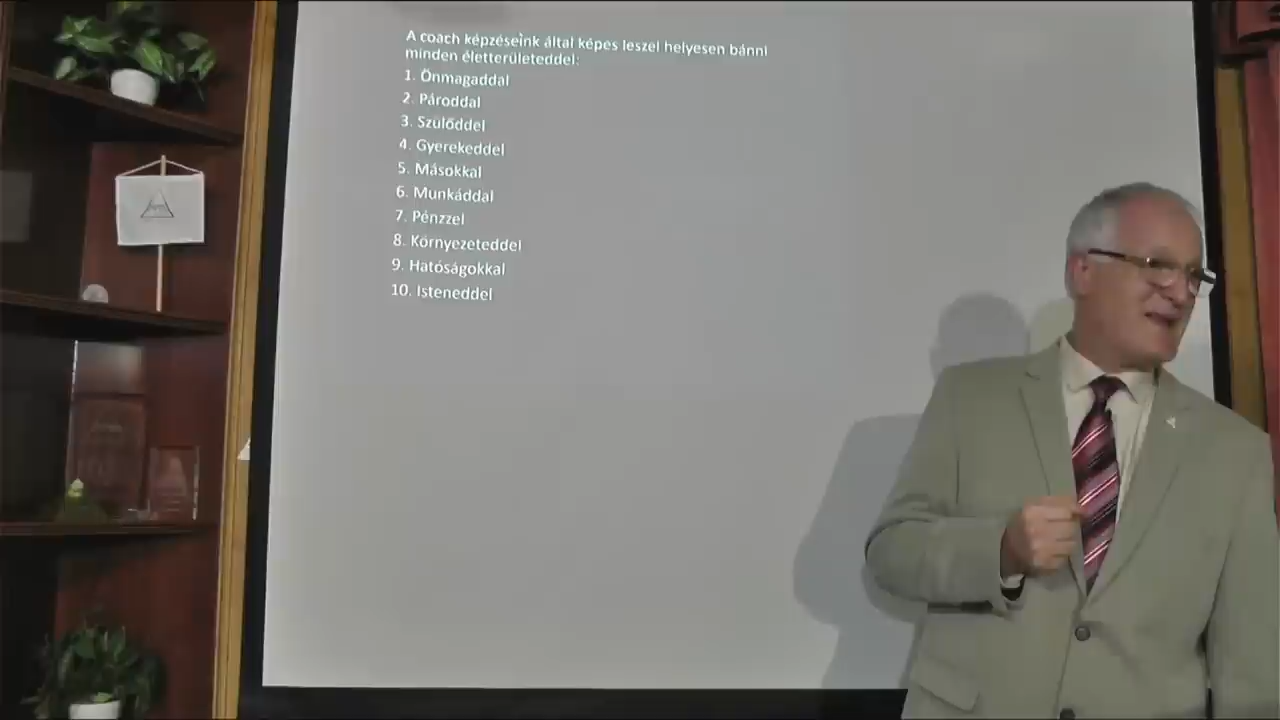 A coach képzéseink által képes leszel helyesen bánni
minden életterületeddel:
1. Önmagaddal
2. Pároddal
3. Szülőddel
4. Gyerekeddel
5. Másokkal
6. Munkáddal
7. Pénzzel
8. Környezeteddel
9. Hatóságokkal
10. Isteneddel